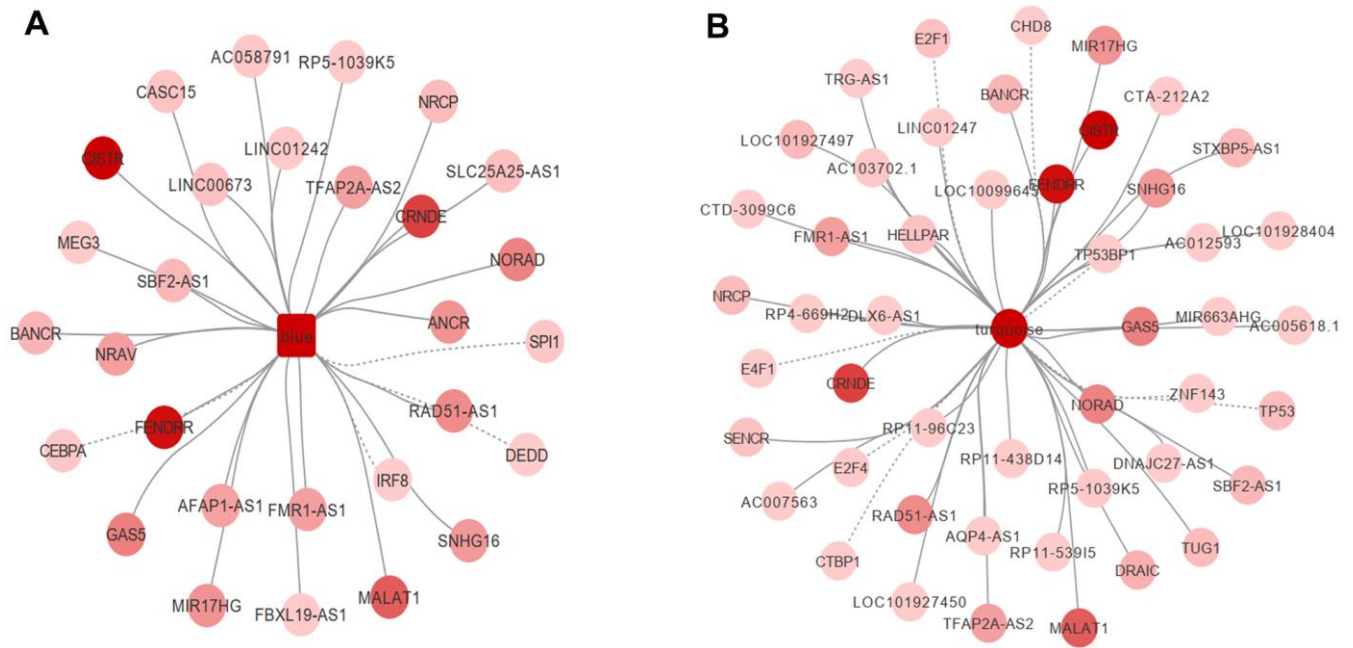 A
AC058791
RP5-1039K5
CASC15
NRCP
LINC01242
CISTR
SLC25A25-AS1
LINC00673
TFAP2A-AS2
CRNDE
MEG3
NORAD
SBF2-AS1
ANCR
BANCR
blue
SPI1
NRAV
RAD51-AS1
FENDRR
CEBPA
DEDD
IRF8
AFAP1-AS1
FMR1-AS1
GAS5
SNHG16
MIR17HG
MALAT1
FBXL19-AS1
B
CHD8
E2F1
MIR17HG
TRG-AS1
BANCR
CTA-212A2
LINC01247
CISTR
LOC101927497
STXBP5-AS1
AC103702.1
FENDRR
LOC10099645
SNHG16
CTD-3099C6
FMR1-AS1
HELLPAR
LOC101928404
AC012593
TP53BP1
NRCP
RP4-669H2
DLX6-AS1
turquoise
GAS5
MIR663AHG
AC005618.1
E4F1
CRNDE
ZNF143
NORAD
TP53
SENCR
RP11-96C23
E2F4
RP11-438D14
DNAJC27-AS1
RP5-1039K5
SBF2-AS1
AC007563
RAD51-AS1
AQP4-AS1
TUG1
RP11-539I5
CTBP1
DRAIC
LOC101927450
TFAP2A-AS2
MALAT1